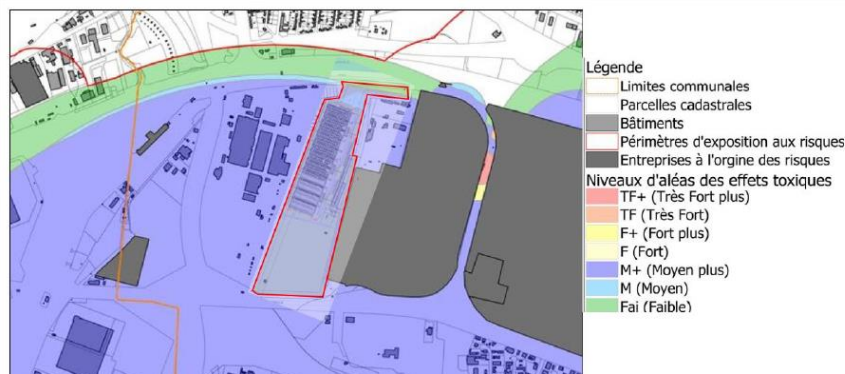 Légende
Limites communales
Parcelles cadastrales
Bâtiments
Périmètres d'exposition aux risques
Entreprises à l'orgine des risques
Niveaux d'aléas des effets toxiques
TF+ (Très Fort plus)
TF (Très Fort)
F+ (Fort plus)
F (Fort)
M+ (Moyen plus)
M (Moyen)
Fai (Faible)